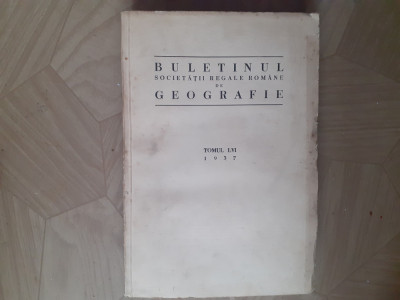 BULETINUL
SOCIETĂȚII REGALE ROMÂNE
DE
GEOGRAFIE
TOMUL LVI
1937